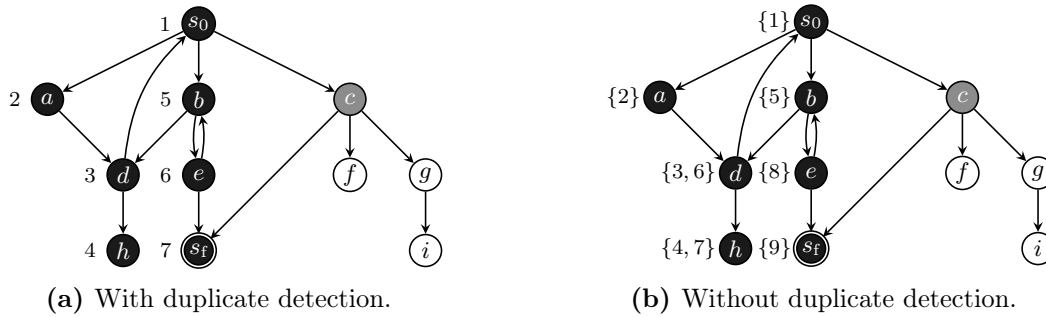 1 s0 {1} s0
2 a 5 b c {2} a {5} b c
3 d 6 e f g {3, 6} d {8} e f g
4 h 7 sf i {4, 7} h {9} sf i
(a) With duplicate detection. (b) Without duplicate detection.